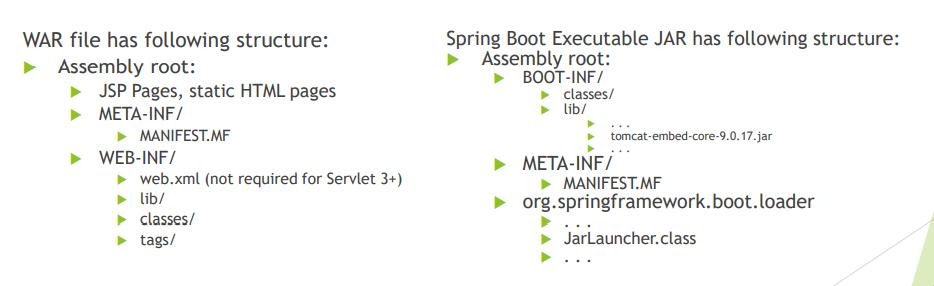 WAR file has following structure:
Assembly root:
JSP Pages, static HTML pages
META-INF/
MANIFEST.MF
WEB-INF/
web.xml (not required for Servlet 3+)
lib/
classes/
tags/
Spring Boot Executable JAR has following structure:
Assembly root:
BOOT-INF/
classes/
lib/
. . .
tomcat-embed-core-9.0.17.jar
. . .
META-INF/
MANIFEST.MF
org.springframework.boot.loader
. . .
JarLauncher.class
. . .